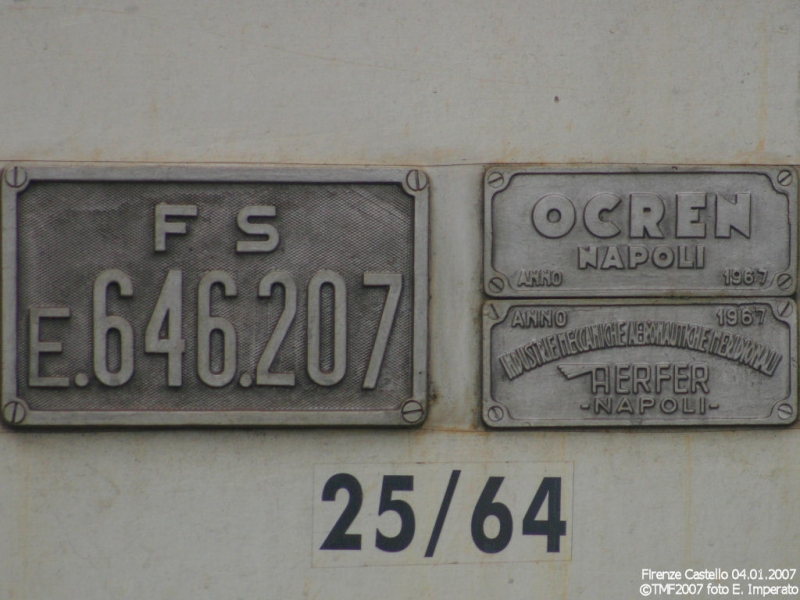 F S
E.646.207
OCREN
NAPOLI
ANNO 1967
ANNO 1967
INDUSTRIE MECCANICHE AERONAUTICHE MERIDIONALI
AERFER
-NAPOLI-
25/64
Firenze Castello 04.01.2007
©TMF2007 foto E. Imperato